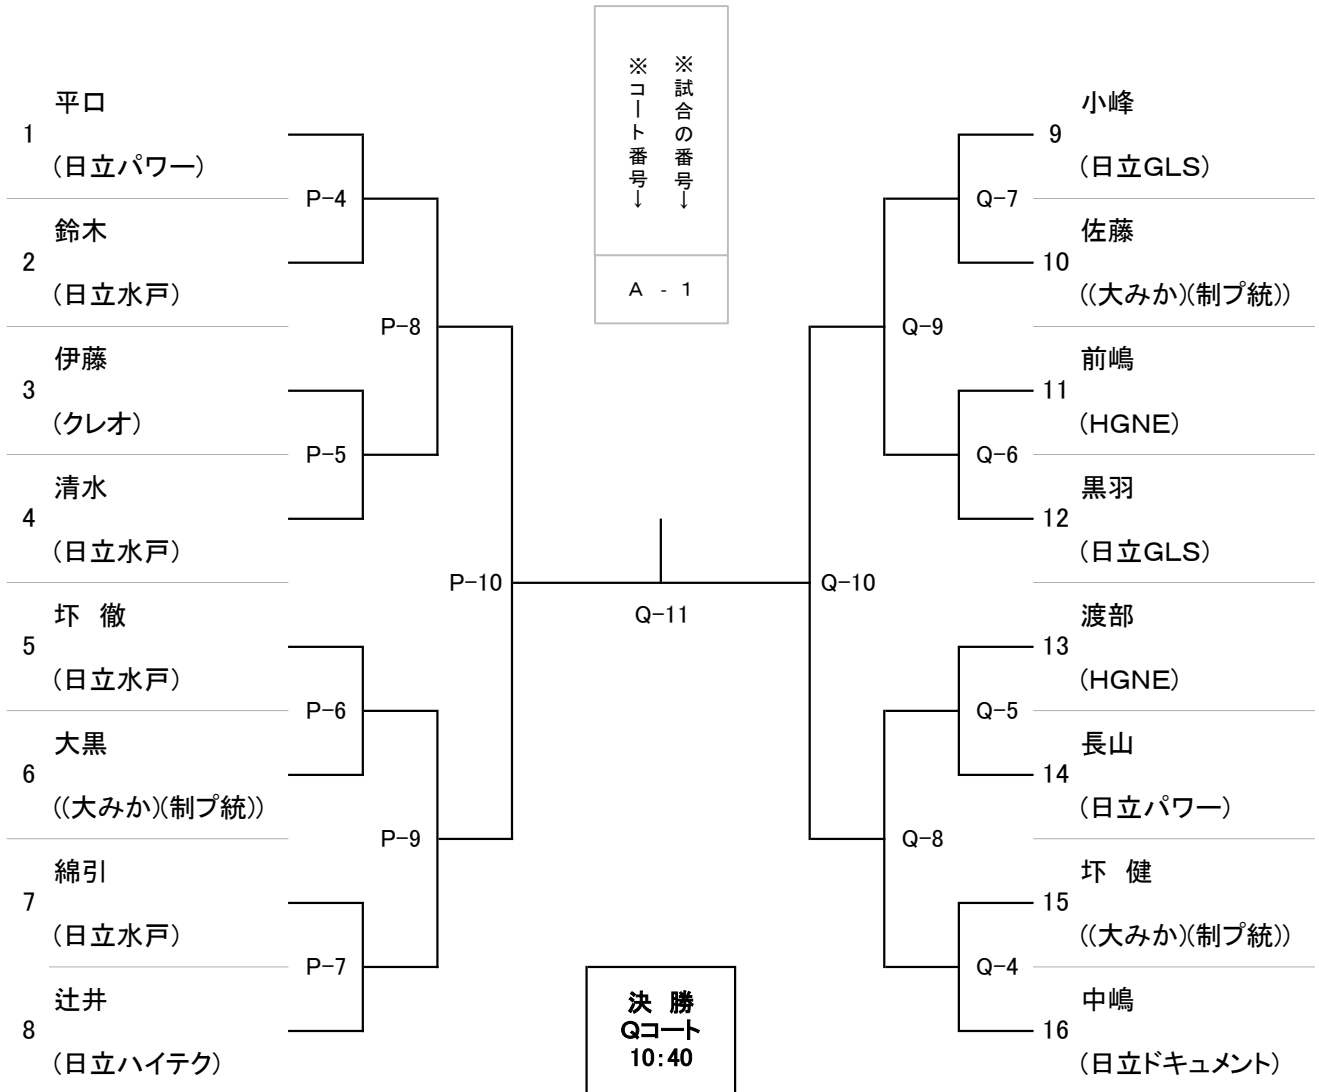 ※試合の番号→
※コート番号→
A - 1
1
平口
(日立パワー)
P-4
2
鈴木
(日立水戸)
P-8
3
伊藤
(クレオ)
P-5
4
清水
(日立水戸)
P-10
5
圷 徹
(日立水戸)
P-6
6
大黒
((大みか)(制プ統))
P-9
7
綿引
(日立水戸)
P-7
8
辻井
(日立ハイテク)
Q-11
小峰
9
(日立GLS)
Q-7
佐藤
10
((大みか)(制プ統))
Q-9
前嶋
11
(HGNE)
Q-6
黒羽
12
(日立GLS)
Q-10
渡部
13
(HGNE)
Q-5
長山
14
(日立パワー)
Q-8
圷 健
15
((大みか)(制プ統))
Q-4
中嶋
16
(日立ドキュメント)
決 勝
Qコート
10:40